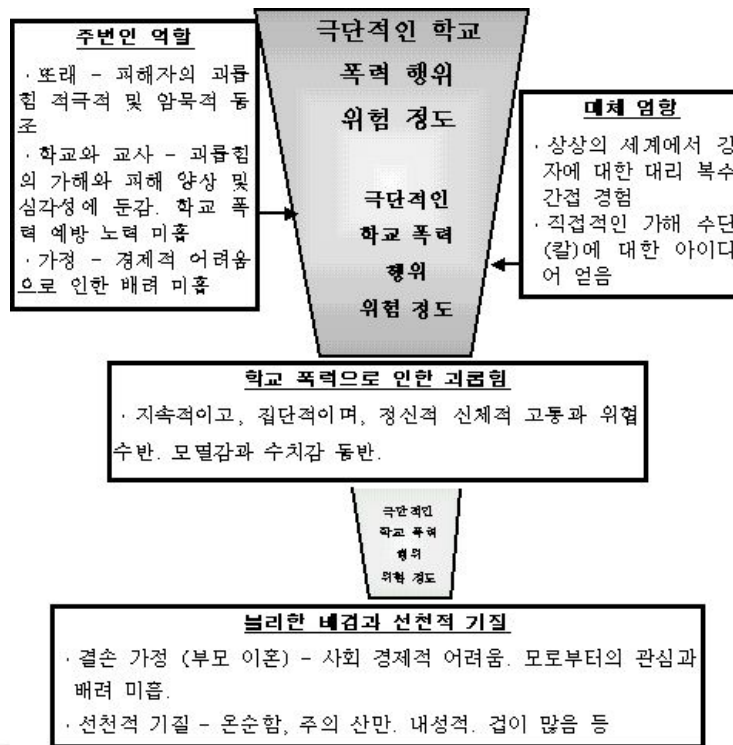 주변인 역할
· 또래 - 피해자의 괴롭
힘 적극적 및 암묵적 동
조
· 학교와 교사 - 괴롭힘
의 가해와 피해 양상 및
심각성에 둔감. 학교 폭
력 예방 노력 미흡
· 가정 - 경제적 어려움
으로 인한 배려 미흡
극단적인 학교
폭력 행위
위험 정도
극단적인
학교 폭력
행위
위험 정도
매체 영향
· 상상의 세계에서 강
자에 대한 대리 복수
간접 경험
· 직접적인 가해 수단
(칼)에 대한 아이디
어 얻음
학교 폭력으로 인한 괴롭힘
· 지속적이고, 집단적이며, 정신적 신체적 고통과 위협
수반. 모멸감과 수치감 동반.
극단적인
학교 폭력
행위
위험 정도
불리한 배경과 선천적 기질
· 결손 가정 (부모 이혼) - 사회 경제적 어려움. 모로부터의 관심과
배려 미흡.
· 선천적 기질 - 온순함, 주의 산만. 내성적. 겁이 많음 등